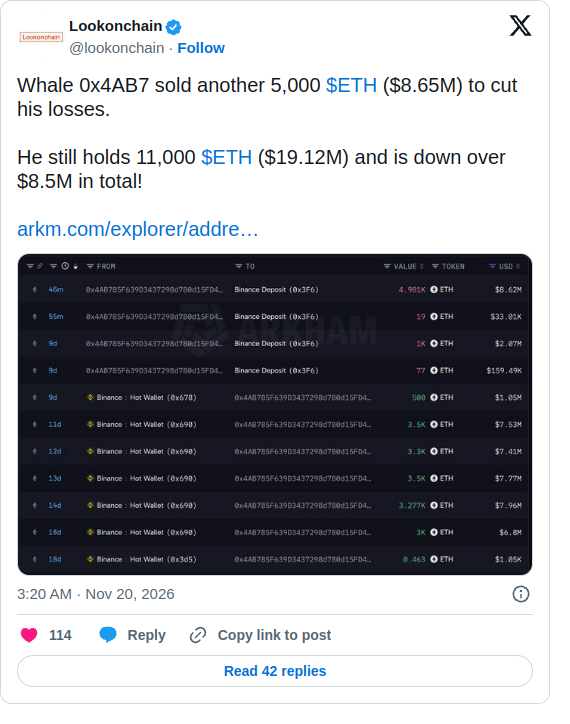 Lookonchain
Lookonchain
@lookonchain · Follow
Whale 0x4AB7 sold another 5,000 $ETH ($8.65M) to cut
his losses.
He still holds 11,000 $ETH ($19.12M) and is down over
$8.5M in total!
arkm.com/explorer/addre…
FROM TO VALUE TOKEN USD
46m 0x4AB785F639D3437298d780d15FD4… Binance Deposit (0x3F6) 4.981K ETH $8.62M
55m 0x4AB785F639D3437298d780d15FD4… Binance Deposit (0x3F6) 19 ETH $33.01K
9d 0x4AB785F639D3437298d780d15FD4… Binance Deposit (0x3F6) 1K ETH $2.07M
9d 0x4AB785F639D3437298d780d15FD4… Binance Deposit (0x3F6) 77 ETH $159.49K
9d Binance : Hot Wallet (0x678) 0x4AB785F639D3437298d780d15FD4… 500 ETH $1.05M
11d Binance : Hot Wallet (0x690) 0x4AB785F639D3437298d780d15FD4… 3.5K ETH $7.53M
12d Binance : Hot Wallet (0x690) 0x4AB785F639D3437298d780d15FD4… 3.3K ETH $7.41M
13d Binance : Hot Wallet (0x690) 0x4AB785F639D3437298d780d15FD4… 3.5K ETH $7.77M
14d Binance : Hot Wallet (0x690) 0x4AB785F639D3437298d780d15FD4… 3.277K ETH $7.96M
18d Binance : Hot Wallet (0x690) 0x4AB785F639D3437298d780d15FD4… 3K ETH $6.8M
18d Binance : Hot Wallet (0x3d5) 0x4AB785F639D3437298d780d15FD4… 0.463 ETH $1.05K
ARKHAM
3:20 AM · Nov 20, 2026
114 Reply Copy link to post
Read 42 replies